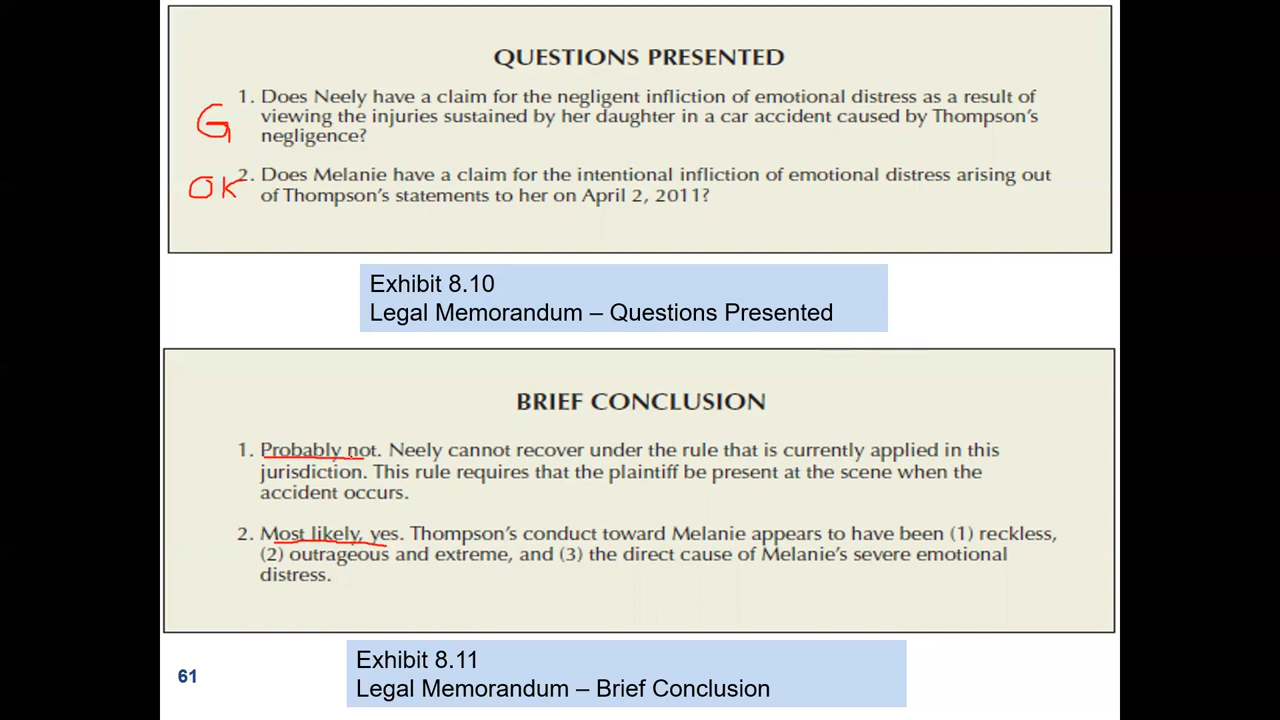 QUESTIONS PRESENTED
1. Does Neely have a claim for the negligent infliction of emotional distress as a result of
viewing the injuries sustained by her daughter in a car accident caused by Thompson's
negligence?
G
2. Does Melanie have a claim for the intentional infliction of emotional distress arising out
of Thompson's statements to her on April 2, 2011?
OK
Exhibit 8.10
Legal Memorandum – Questions Presented
BRIEF CONCLUSION
1. Probably not. Neely cannot recover under the rule that is currently applied in this
jurisdiction. This rule requires that the plaintiff be present at the scene when the
accident occurs.
2. Most likely, yes. Thompson's conduct toward Melanie appears to have been (1) reckless,
(2) outrageous and extreme, and (3) the direct cause of Melanie's severe emotional
distress.
Exhibit 8.11
Legal Memorandum – Brief Conclusion
61